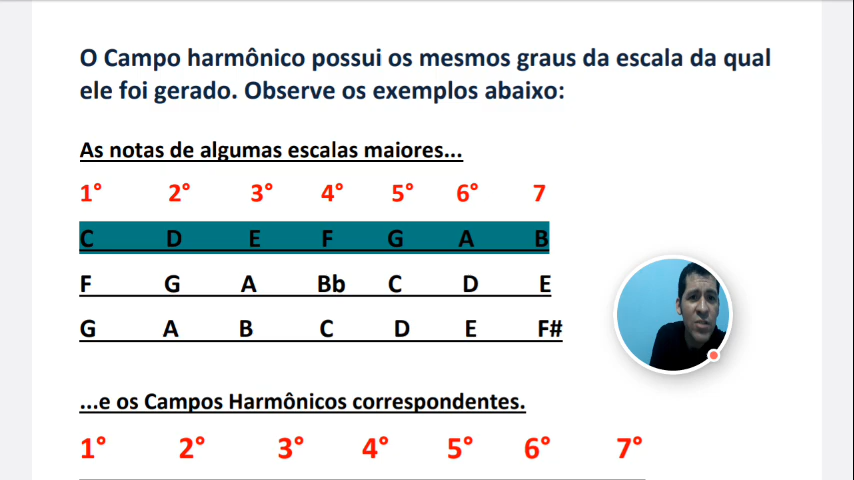 O Campo harmônico possui os mesmos graus da escala da qual
ele foi gerado. Observe os exemplos abaixo:
As notas de algumas escalas maiores...
1° 2° 3° 4° 5° 6° 7
C D E F G A B
F G A Bb C D E
G A B C D E F#
...e os Campos Harmônicos correspondentes.
1° 2° 3° 4° 5° 6° 7°